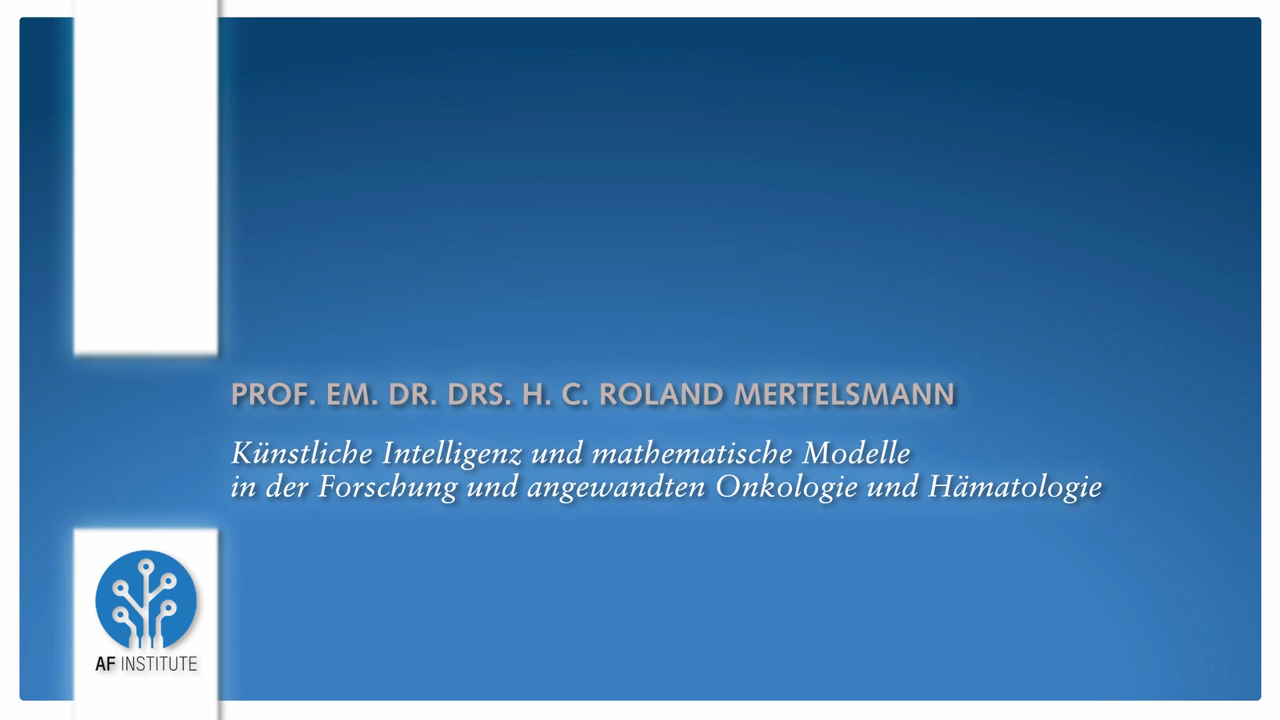 PROF. EM. DR. DRS. H. C. ROLAND MERTELSMANN
Künstliche Intelligenz und mathematische Modelle
in der Forschung und angewandten Onkologie und Hämatologie
AF INSTITUTE